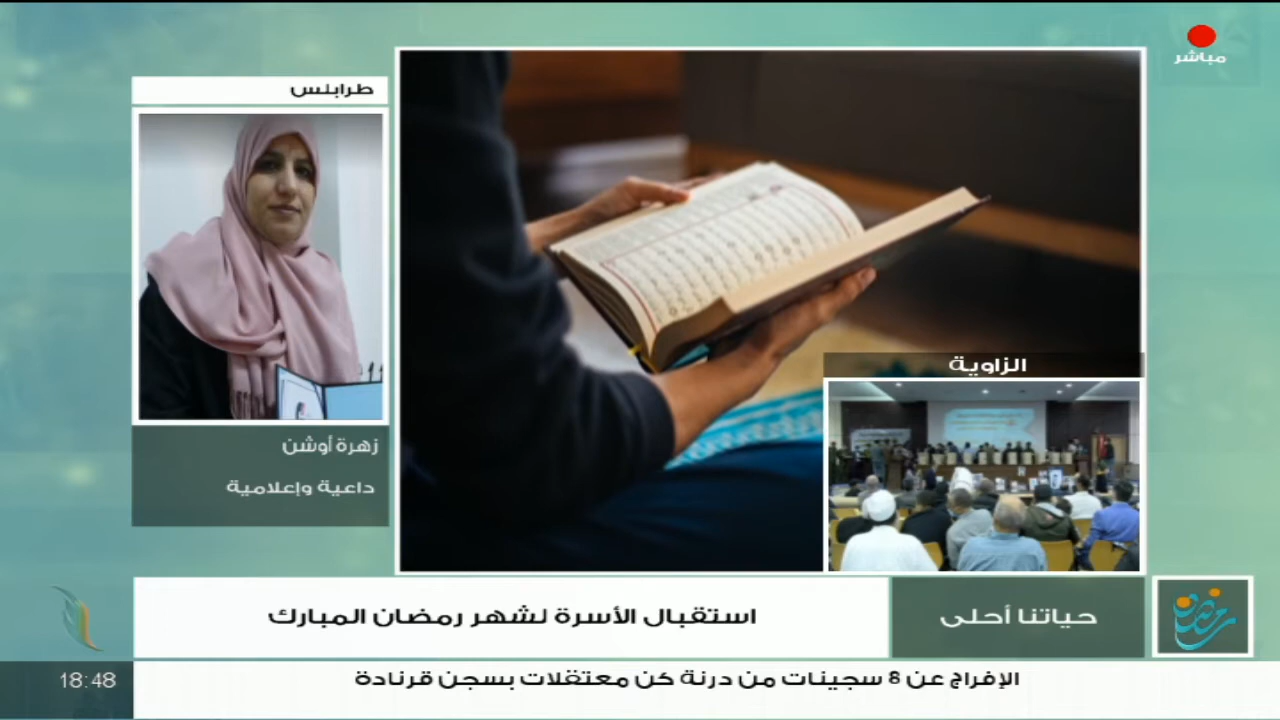 مباشر
طرابلس
الزاوية
زهرة أوشن
داعية وإعلامية
حياتنا أحلى
استقبال الأسرة لشهر رمضان المبارك
رمضان
18:48
الإفراج عن 8 سجينات من درنة كن معتقلات بسجن قرنادة